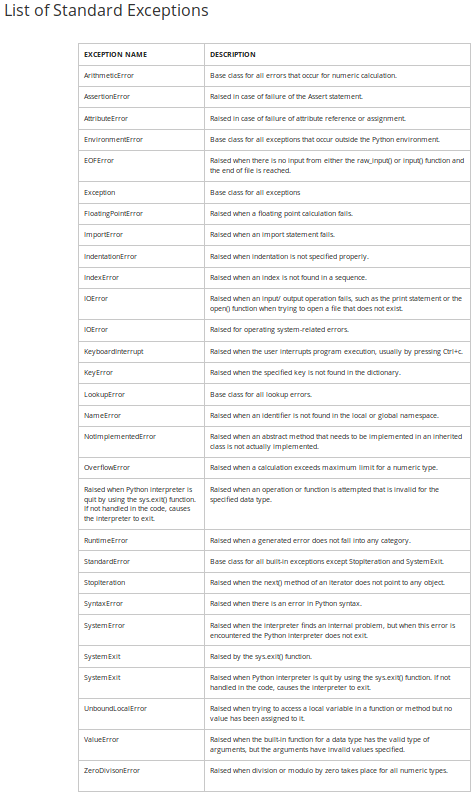 List of Standard Exceptions
EXCEPTION NAME DESCRIPTION
ArithmeticError Base class for all errors that occur for numeric calculation.
AssertionError Raised in case of failure of the Assert statement.
AttributeError Raised in case of failure of attribute reference or assignment.
EnvironmentError Base class for all exceptions that occur outside the Python environment.
EOFError Raised when there is no input from either the raw_input() or input() function and
the end of file is reached.
Exception Base class for all exceptions
FloatingPointError Raised when a floating point calculation fails.
ImportError Raised when an import statement fails.
IndentationError Raised when indentation is not specified properly.
IndexError Raised when an index is not found in a sequence.
IOError Raised when an input/ output operation fails, such as the print statement or the
open() function when trying to open a file that does not exist.
IOError Raised for operating system-related errors.
KeyboardInterrupt Raised when the user interrupts program execution, usually by pressing Ctrl+c.
KeyError Raised when the specified key is not found in the dictionary.
LookupError Base class for all lookup errors.
NameError Raised when an identifier is not found in the local or global namespace.
NotImplementedError Raised when an abstract method that needs to be implemented in an inherited
class is not actually implemented.
OverflowError Raised when a calculation exceeds maximum limit for a numeric type.
Raised when Python interpreter is Raised when an operation or function is attempted that is invalid for the
quit by using the sys.exit() function. specified data type.
If not handled in the code, causes
the interpreter to exit.
RuntimeError Raised when a generated error does not fall into any category.
StandardError Base class for all built-in exceptions except StopIteration and SystemExit.
StopIteration Raised when the next() method of an iterator does not point to any object.
SyntaxError Raised when there is an error in Python syntax.
SystemError Raised when the interpreter finds an internal problem, but when this error is
encountered the Python interpreter does not exit.
SystemExit Raised by the sys.exit() function.
SystemExit Raised when Python interpreter is quit by using the sys.exit() function. If not
handled in the code, causes the interpreter to exit.
UnboundLocalError Raised when trying to access a local variable in a function or method but no
value has been assigned to it.
ValueError Raised when the built-in function for a data type has the valid type of
arguments, but the arguments have invalid values specified.
ZeroDivisonError Raised when division or modulo by zero takes place for all numeric types.